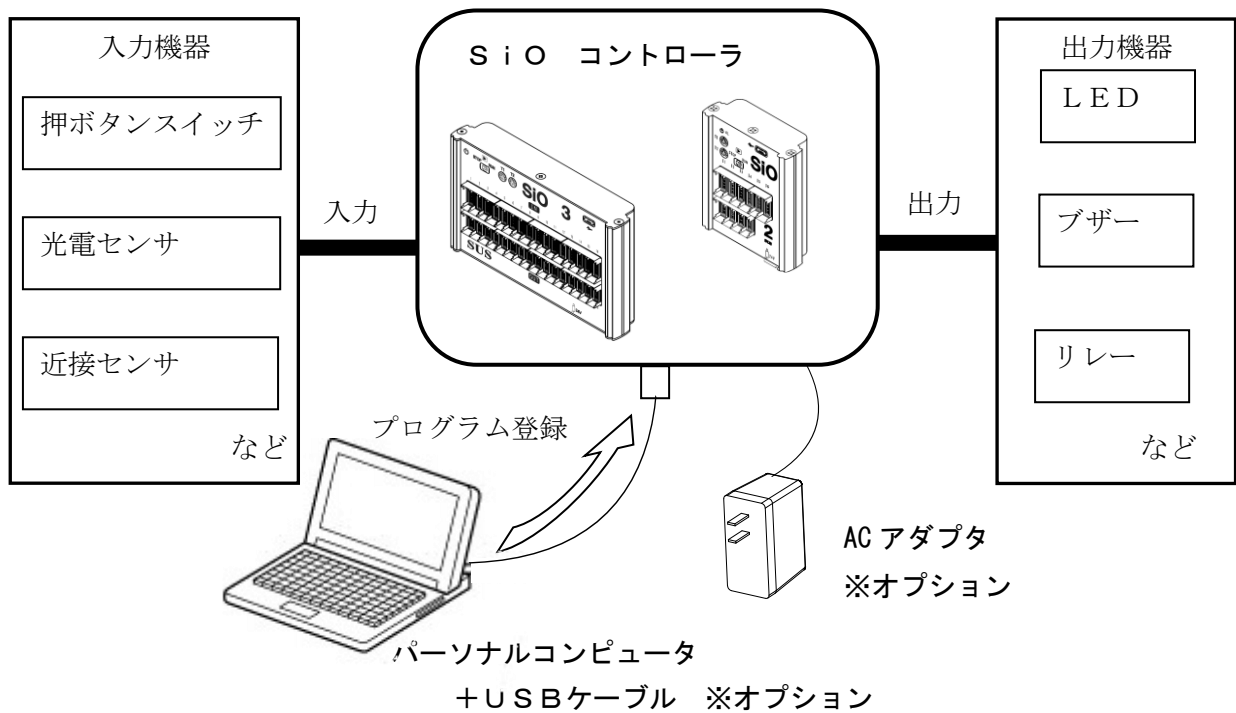 入力機器
押ボタンスイッチ
光電センサ
近接センサ
など
入力
ＳｉＯ　コントローラ
SiO 3
SUS
SiO
2
出力
出力機器
ＬＥＤ
ブザー
リレー
など
プログラム登録
AC アダプタ
※オプション
パーソナルコンピュータ
＋ＵＳＢケーブル　※オプション